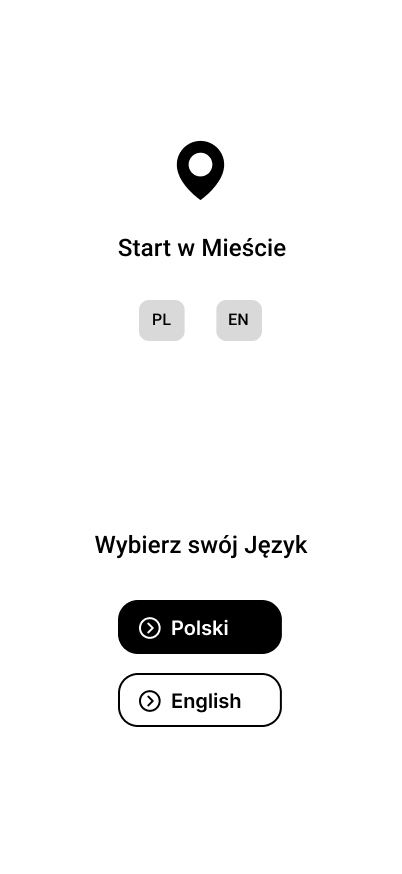 Start w Mieście
PL EN
Wybierz swój Język
Polski
English